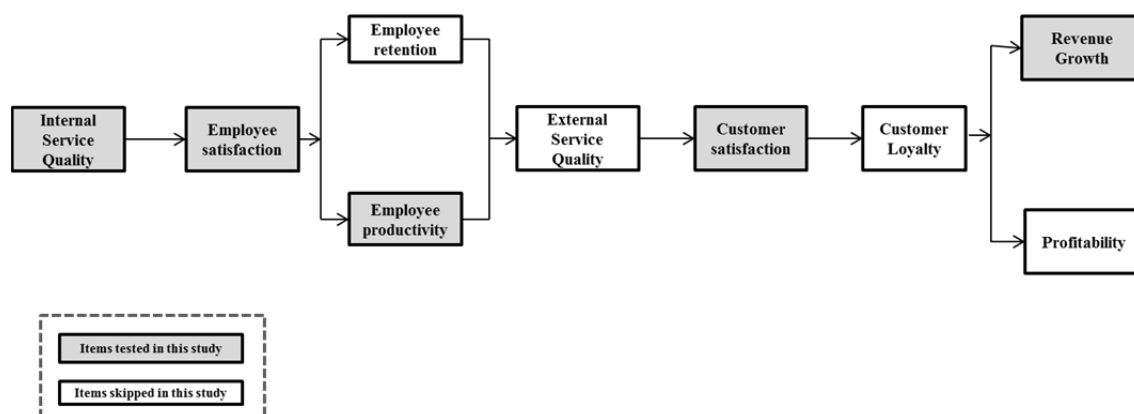 Internal
Service
Quality
Employee
satisfaction
Employee
retention
Employee
productivity
External
Service
Quality
Customer
satisfaction
Customer
Loyalty
Revenue
Growth
Profitability
Items tested in this study
Items skipped in this study